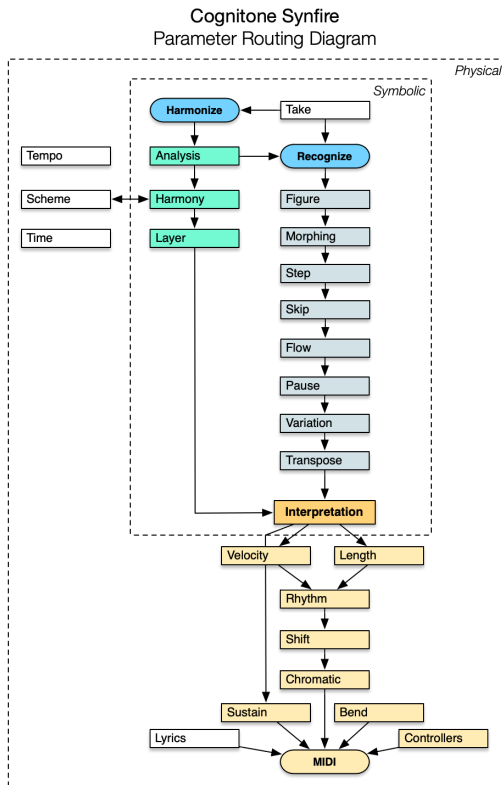 Cognitone Synfire
Parameter Routing Diagram
Physical
Symbolic
Harmonize
Take
Tempo
Analysis
Recognize
Scheme
Harmony
Figure
Time
Layer
Morphing
Step
Skip
Flow
Pause
Variation
Transpose
Interpretation
Velocity
Length
Rhythm
Shift
Chromatic
Sustain
Bend
Lyrics
Controllers
MIDI